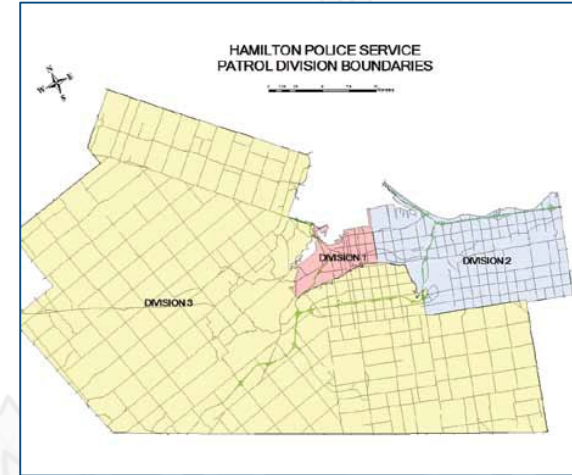 HAMILTON POLICE SERVICE
PATROL DIVISION BOUNDARIES
N
E
W
S
DIVISION 1
DIVISION 2
DIVISION 3